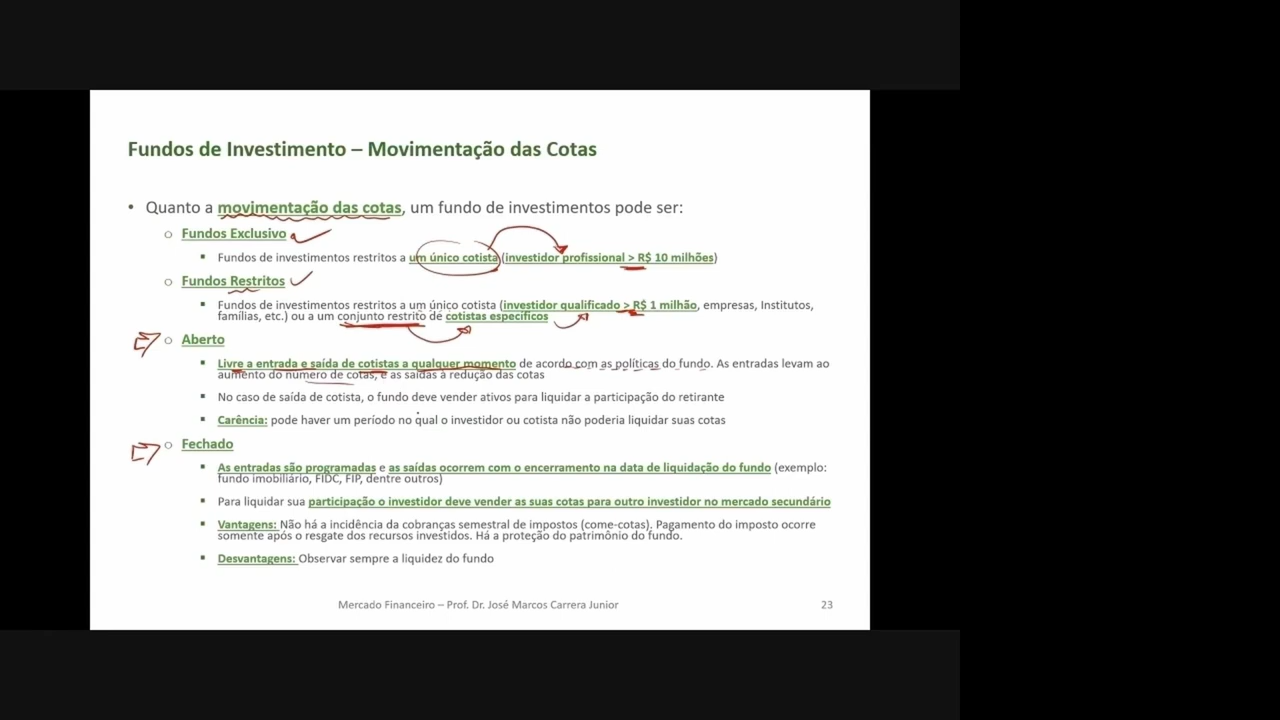 Fundos de Investimento – Movimentação das Cotas
• Quanto a movimentação das cotas, um fundo de investimentos pode ser:
o Fundos Exclusivo
▪ Fundos de investimentos restritos a um único cotista (investidor profissional > R$ 10 milhões)
o Fundos Restritos
▪ Fundos de investimentos restritos a um único cotista (investidor qualificado > R$ 1 milhão, empresas, Institutos,
famílias, etc.) ou a um conjunto restrito de cotistas específicos
o Aberto
▪ Livre a entrada e saída de cotistas a qualquer momento de acordo com as políticas do fundo. As entradas levam ao
aumento do número de cotas, e as saídas à redução das cotas
▪ No caso de saída de cotista, o fundo deve vender ativos para liquidar a participação do retirante
▪ Carência: pode haver um período no qual o investidor ou cotista não poderia liquidar suas cotas
o Fechado
▪ As entradas são programadas e as saídas ocorrem com o encerramento na data de liquidação do fundo (exemplo:
fundo imobiliário, FIDC, FIP, dentre outros)
▪ Para liquidar sua participação o investidor deve vender as suas cotas para outro investidor no mercado secundário
▪ Vantagens: Não há a incidência da cobranças semestral de impostos (come-cotas). Pagamento do imposto ocorre
somente após o resgate dos recursos investidos. Há a proteção do patrimônio do fundo.
▪ Desvantagens: Observar sempre a liquidez do fundo
Mercado Financeiro – Prof. Dr. José Marcos Carrera Junior
23